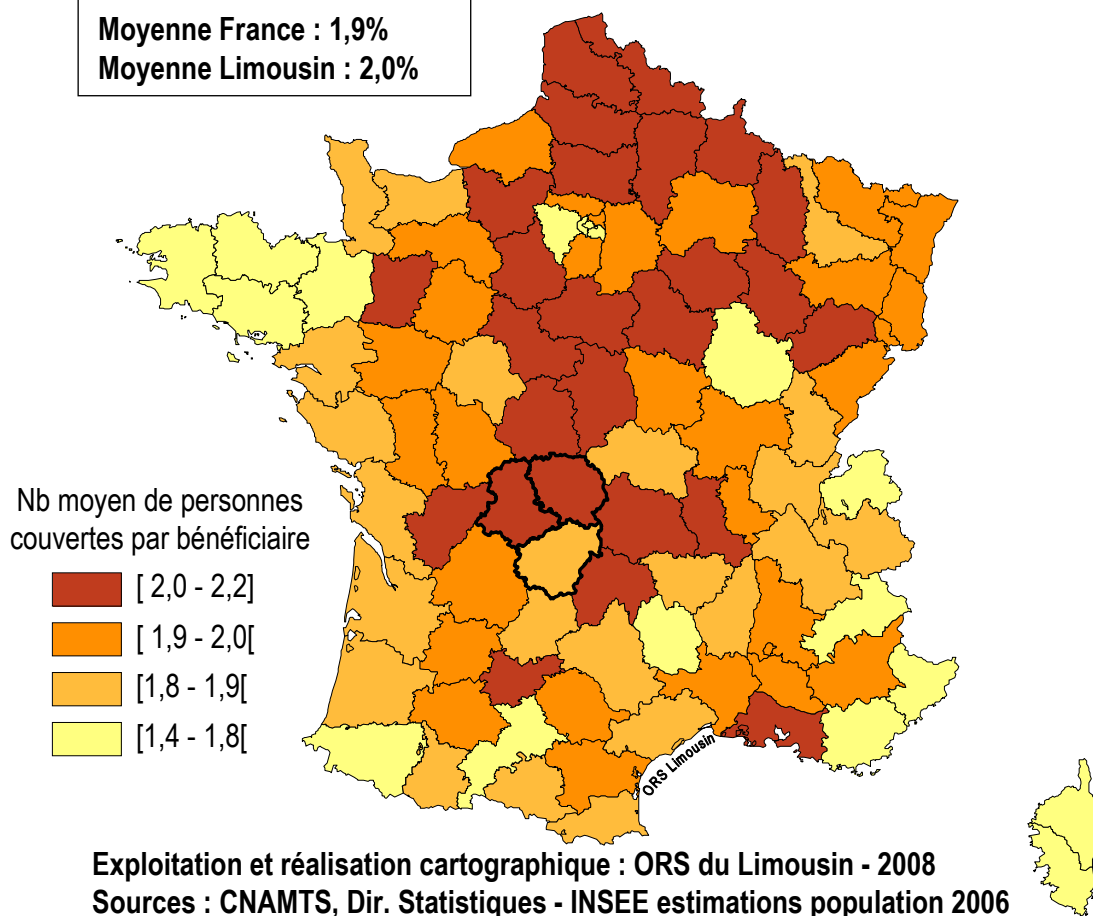 Moyenne France : 1,9%
Moyenne Limousin : 2,0%
Nb moyen de personnes
couvertes par bénéficiaire
[ 2,0 - 2,2]
[ 1,9 - 2,0[
[1,8 - 1,9[
[1,4 - 1,8[
ORS Limousin
Exploitation et réalisation cartographique : ORS du Limousin - 2008
Sources : CNAMTS, Dir. Statistiques - INSEE estimations population 2006